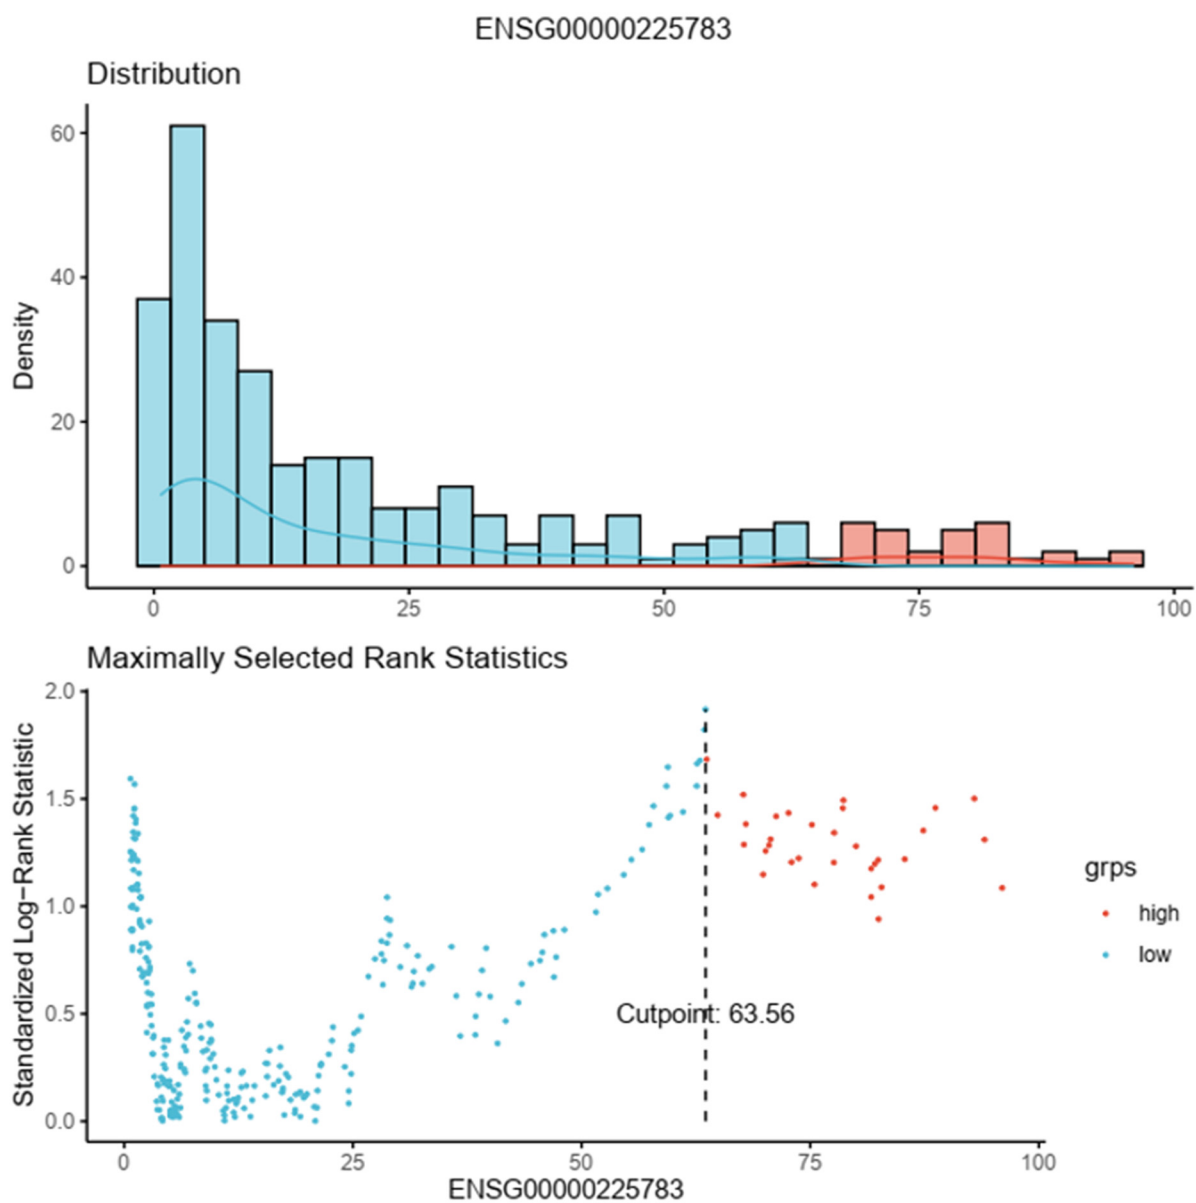 ENSG00000225783
Distribution
Density
60
40
20
0
0 25 50 75 100
Maximally Selected Rank Statistics
Standardized Log-Rank Statistic
2.0
1.5
1.0
0.5
0.0
Cutpoint: 63.56
0 25 50 75 100
ENSG00000225783
grps
high
low